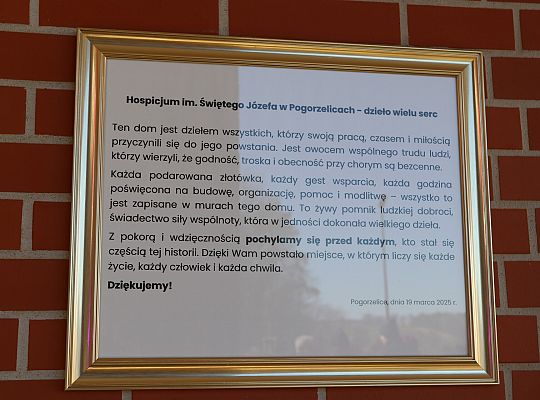 Hospicjum im. Świętego Józefa w Pogorzelicach - dzieło wielu serc
Ten dom jest dziełem wszystkich, którzy swoją pracą, czasem i miłością
przyczynili się do jego powstania. Jest owocem wspólnego trudu ludzi,
którzy wierzyli, że godność, troska i obecność przy chorym są bezcenne.
Każda podarowana złotówka, każdy gest wsparcia, każda godzina
poświęcona na budowę, organizację, pomoc i modlitwę – wszystko to
jest zapisane w murach tego domu. To żywy pomnik ludzkiej dobroci,
świadectwo siły wspólnoty, która w jedności dokonała wielkiego dzieła.
Z pokorą i wdzięcznością pochylamy się przed każdym, kto stał się
częścią tej historii. Dzięki Wam powstało miejsce, w którym liczy się każde
życie, każdy człowiek i każda chwila.
Dziękujemy!
Pogorzelice, dnia 19 marca 2025 r.